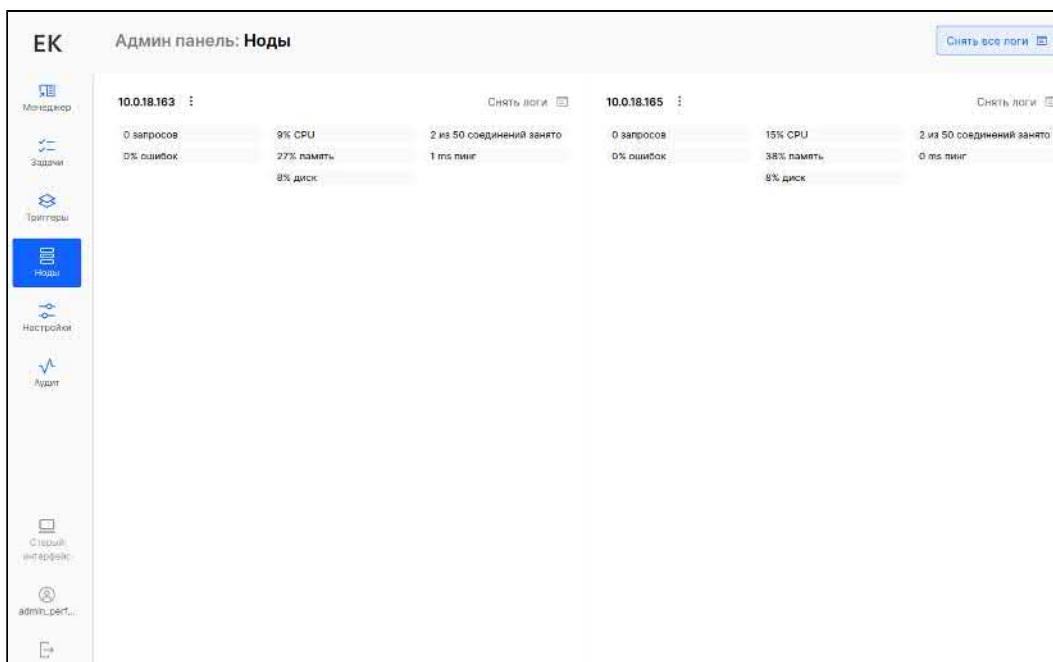 EK
Админ панель: Ноды
Снять все логи
Менеджер
Задачи
Триггеры
Ноды
Настройки
Аудит
Старый
интерфейс
admin_perf...
10.0.18.163
Снять логи
0 запросов
9% CPU
2 из 50 соединений занято
0% ошибок
27% память
1 ms пинг
8% диск
10.0.18.165
Снять логи
0 запросов
15% CPU
2 из 50 соединений занято
0% ошибок
38% память
0 ms пинг
8% диск